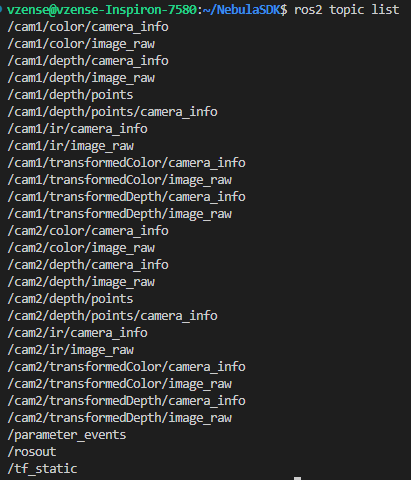 vzense@vzense-Inspiron-7580:~/NebulaSDK$ ros2 topic list
/cam1/color/camera_info
/cam1/color/image_raw
/cam1/depth/camera_info
/cam1/depth/image_raw
/cam1/depth/points
/cam1/depth/points/camera_info
/cam1/ir/camera_info
/cam1/ir/image_raw
/cam1/transformedColor/camera_info
/cam1/transformedColor/image_raw
/cam1/transformedDepth/camera_info
/cam1/transformedDepth/image_raw
/cam2/color/camera_info
/cam2/color/image_raw
/cam2/depth/camera_info
/cam2/depth/image_raw
/cam2/depth/points
/cam2/depth/points/camera_info
/cam2/ir/camera_info
/cam2/ir/image_raw
/cam2/transformedColor/camera_info
/cam2/transformedColor/image_raw
/cam2/transformedDepth/camera_info
/cam2/transformedDepth/image_raw
/parameter_events
/rosout
/tf_static